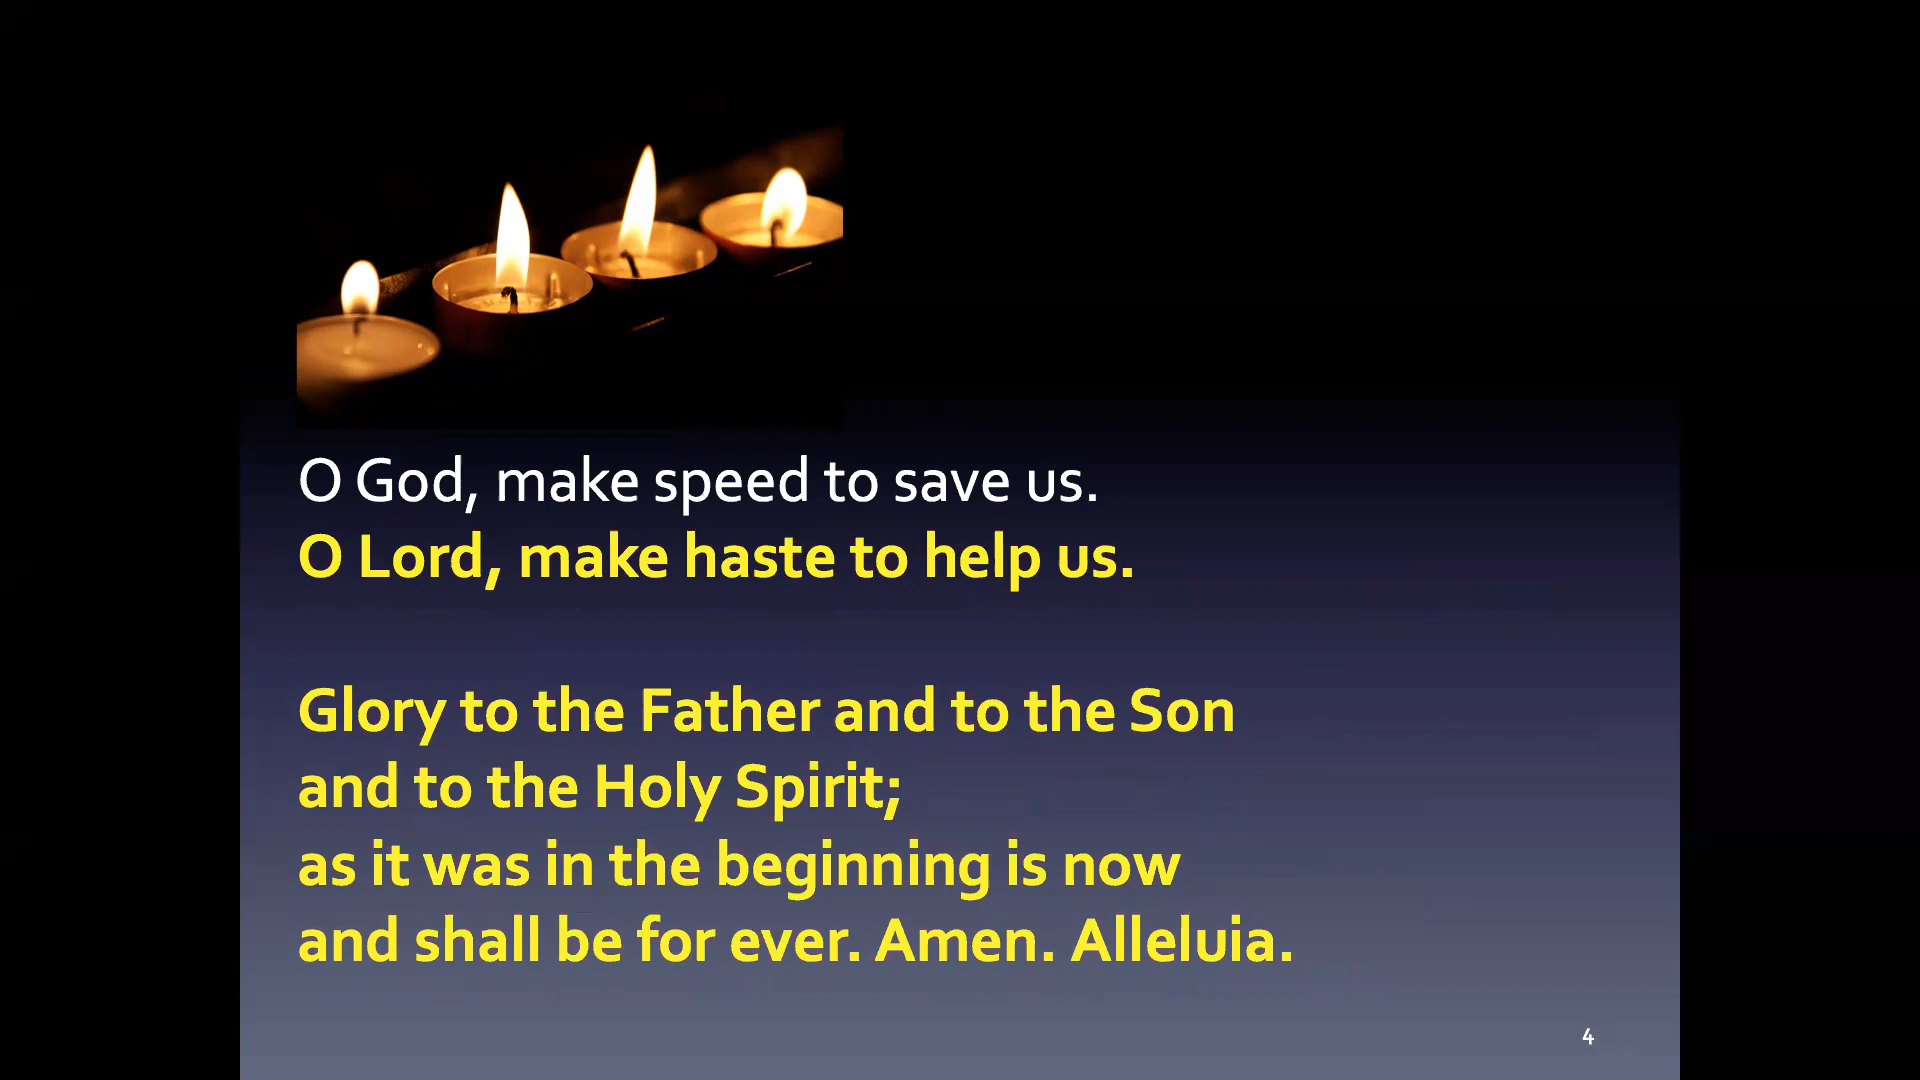 O God, make speed to save us.
O Lord, make haste to help us.
Glory to the Father and to the Son
and to the Holy Spirit;
as it was in the beginning is now
and shall be for ever. Amen. Alleluia.
4